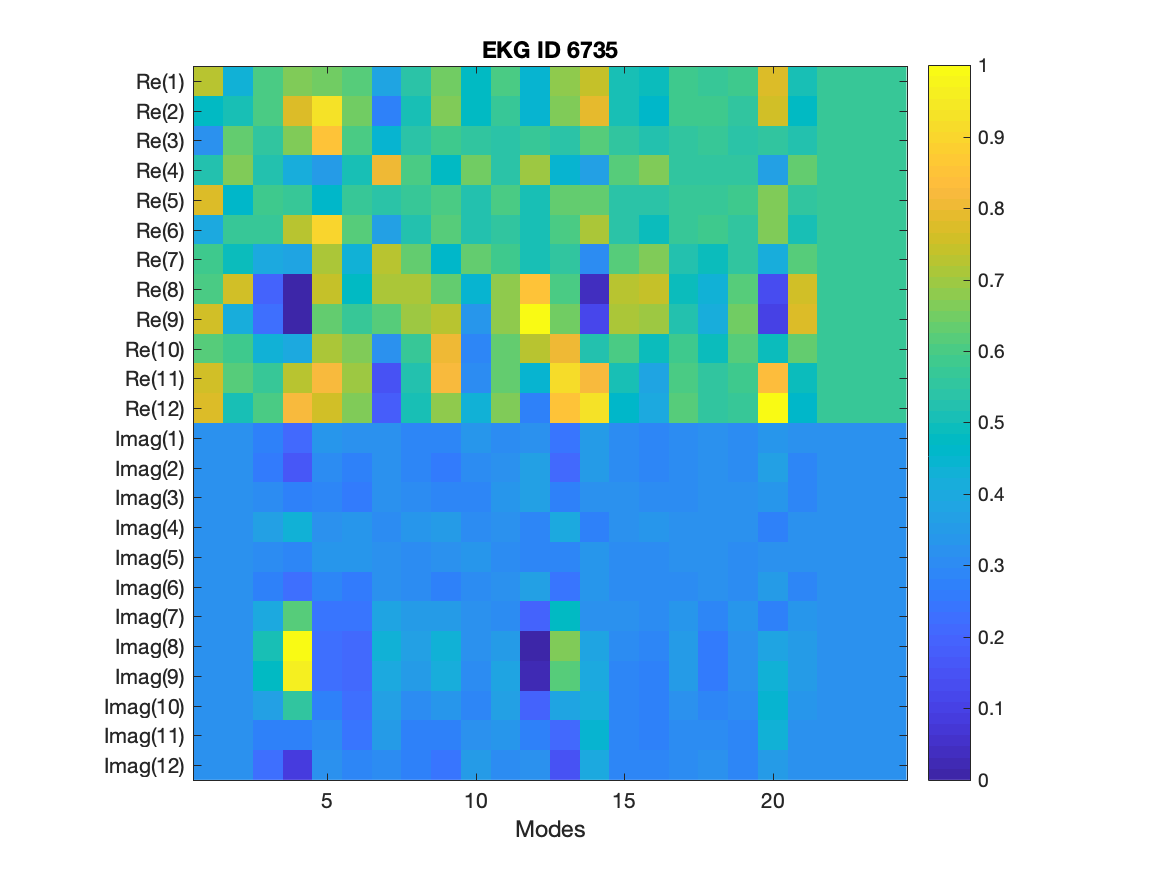 EKG ID 6735
Re(1)
Re(2)
Re(3)
Re(4)
Re(5)
Re(6)
Re(7)
Re(8)
Re(9)
Re(10)
Re(11)
Re(12)
Imag(1)
Imag(2)
Imag(3)
Imag(4)
Imag(5)
Imag(6)
Imag(7)
Imag(8)
Imag(9)
Imag(10)
Imag(11)
Imag(12)
5 10 15 20
Modes
1
0.9
0.8
0.7
0.6
0.5
0.4
0.3
0.2
0.1
0